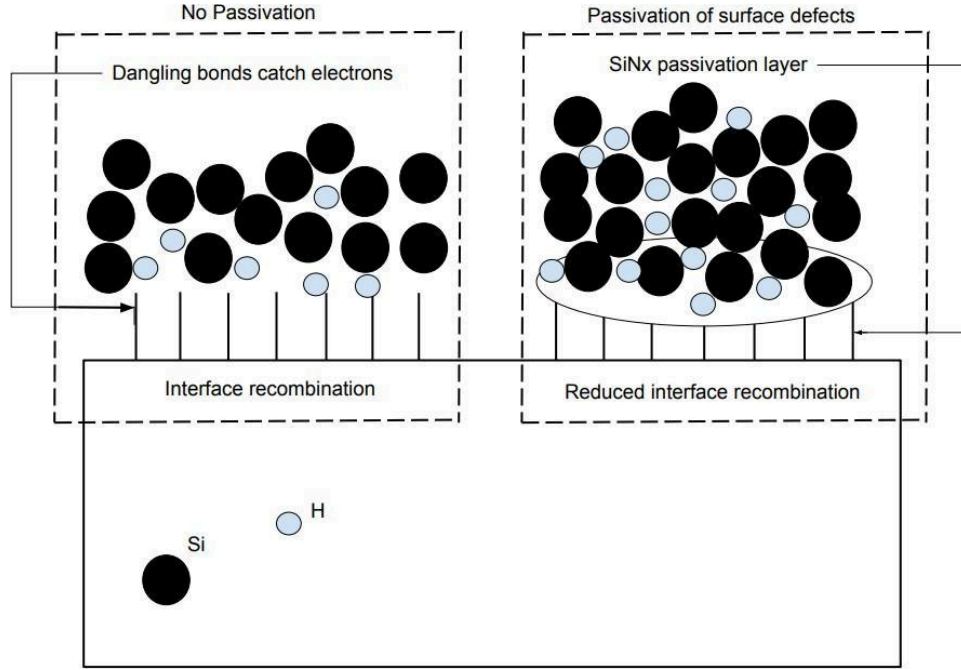 No Passivation
Passivation of surface defects
Dangling bonds catch electrons
SiNx passivation layer
Interface recombination
Reduced interface recombination
H
Si